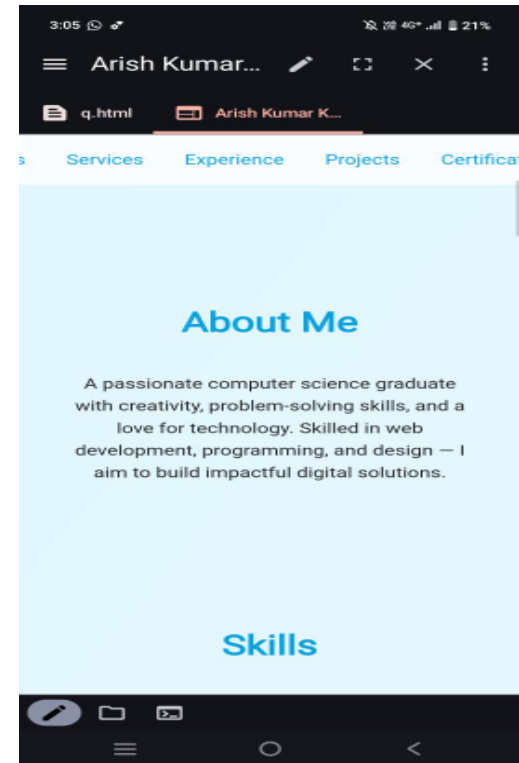 3:05 4G+ 21%
Arish Kumar...
q.html Arish Kumar K...
s Services Experience Projects Certifica
About Me
A passionate computer science graduate
with creativity, problem-solving skills, and a
love for technology. Skilled in web
development, programming, and design — I
aim to build impactful digital solutions.
Skills